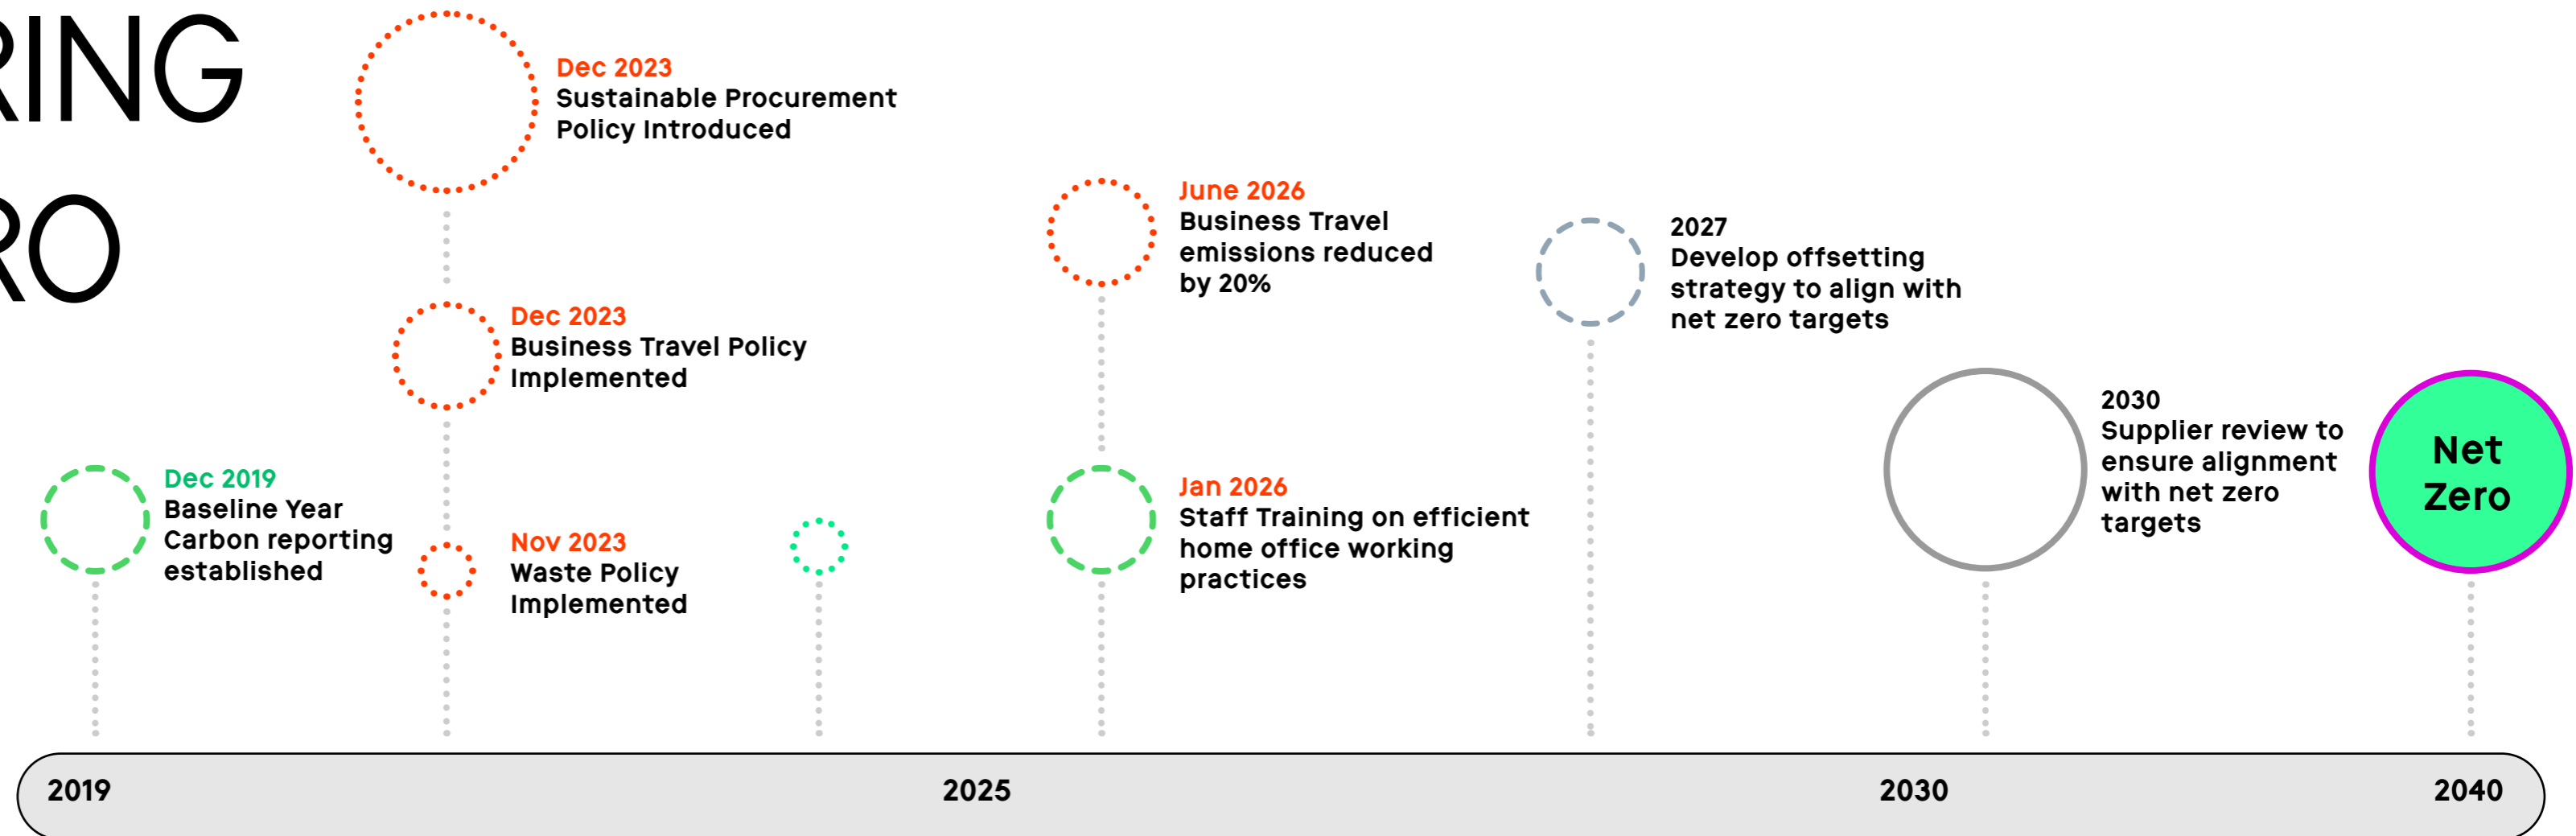 RING
RO
Dec 2023
Sustainable Procurement
Policy Introduced
Dec 2023
Business Travel Policy
Implemented
Nov 2023
Waste Policy
Implemented
Dec 2019
Baseline Year
Carbon reporting
established
June 2026
Business Travel
emissions reduced
by 20%
Jan 2026
Staff Training on efficient
home office working
practices
2027
Develop offsetting
strategy to align with
net zero targets
2030
Supplier review to
ensure alignment
with net zero
targets
Net
Zero
2019
2025
2030
2040